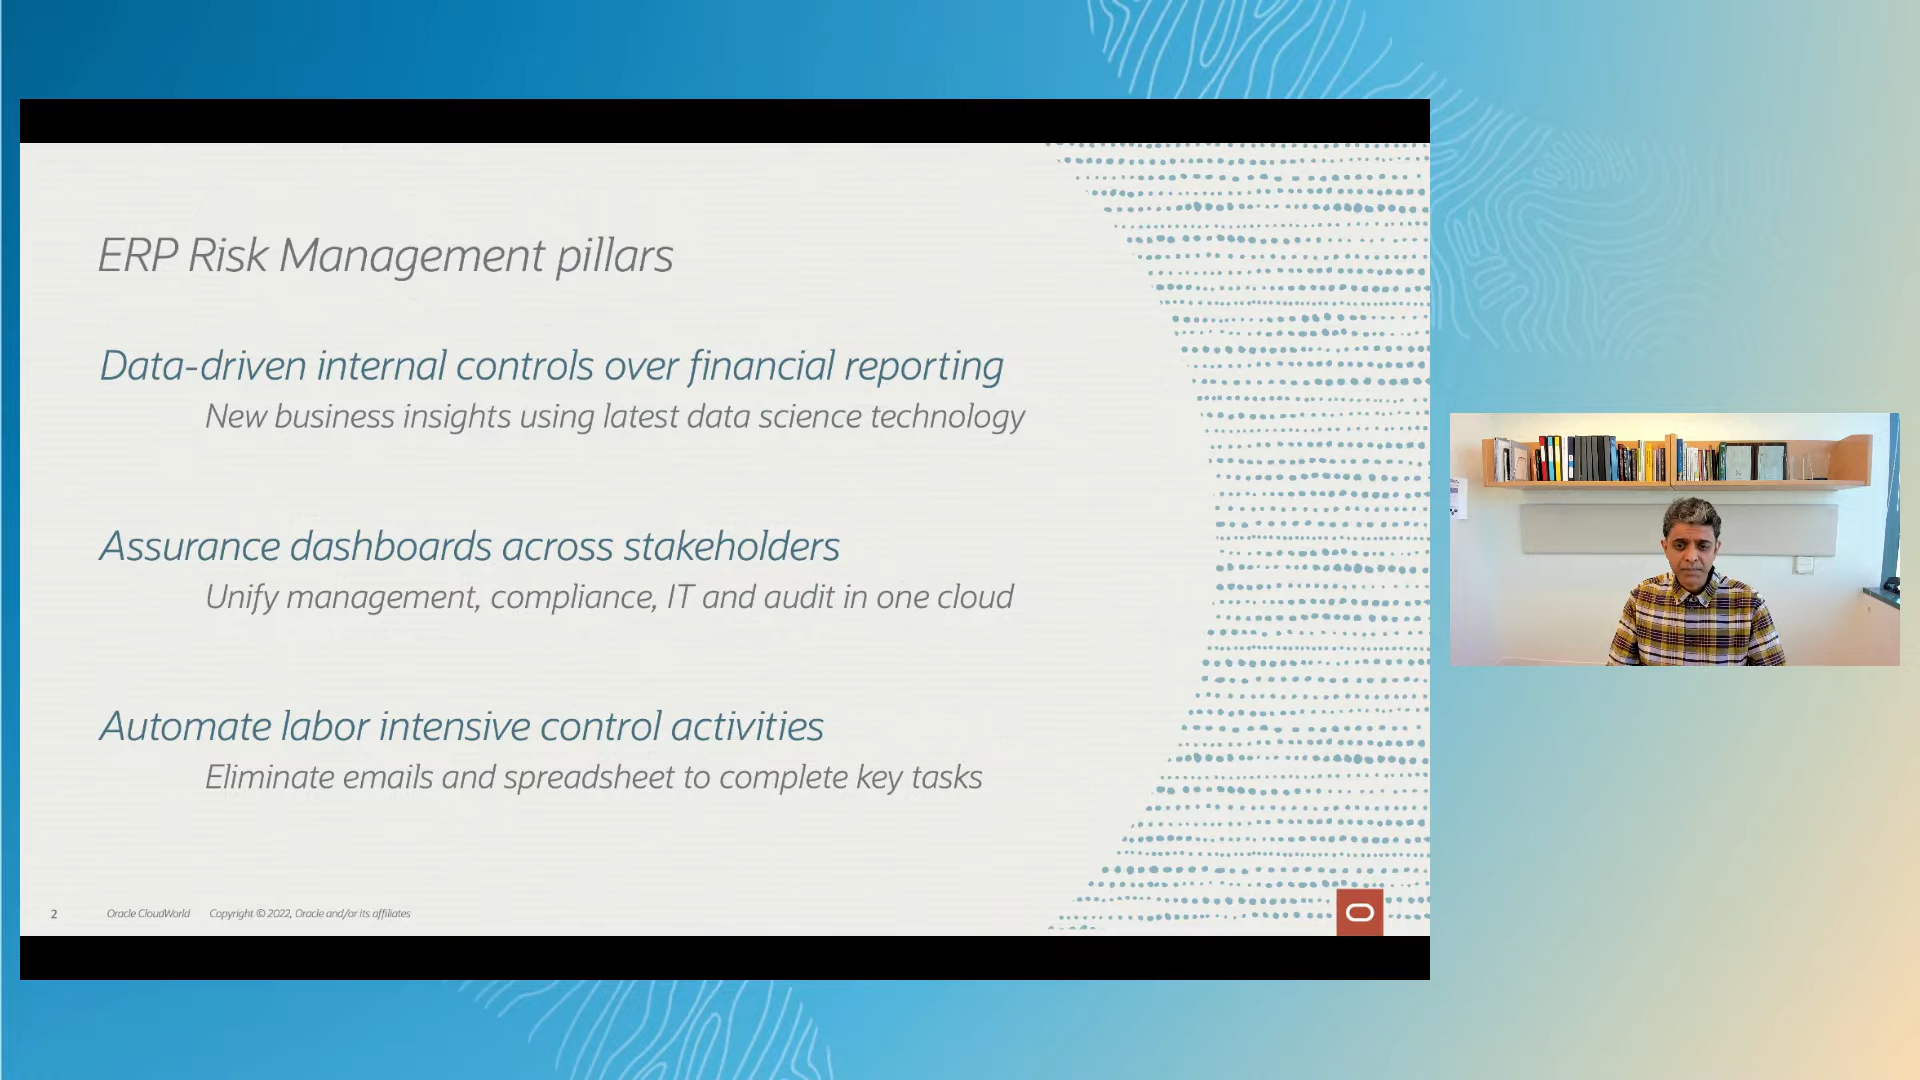 ERP Risk Management pillars
Data-driven internal controls over financial reporting
New business insights using latest data science technology
Assurance dashboards across stakeholders
Unify management, compliance, IT and audit in one cloud
Automate labor intensive control activities
Eliminate emails and spreadsheet to complete key tasks
2 Oracle CloudWorld Copyright © 2022, Oracle and/or its affiliates